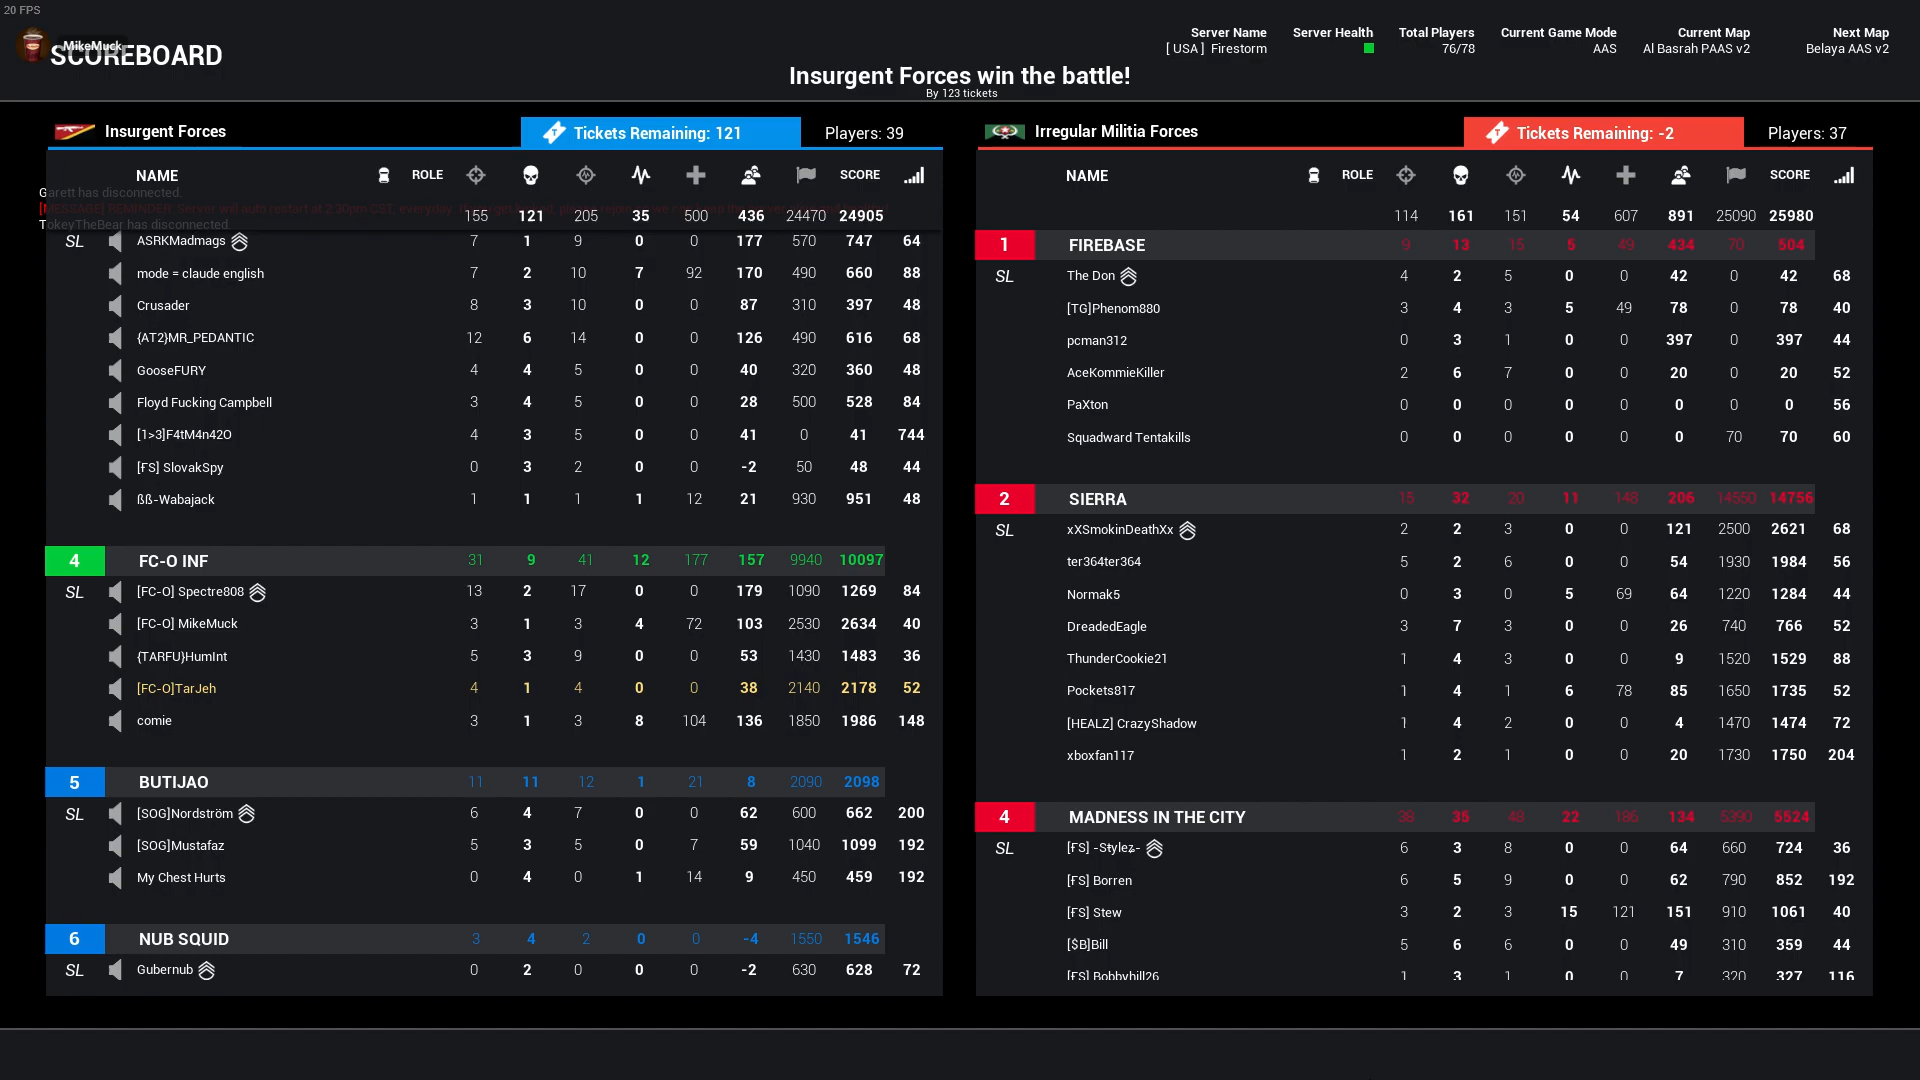 20 FPS
MikeMuck
SCOREBOARD
Server Name Server Health Total Players Current Game Mode Current Map Next Map
[ USA ] Firestorm 76/78 AAS Al Basrah PAAS v2 Belaya AAS v2
Insurgent Forces win the battle!
By 123 tickets
Insurgent Forces Tickets Remaining: 121 Players: 39
NAME ROLE SCORE
Garett has disconnected.
[MESSAGE] REMINDER: Server will auto restart at 2:30pm CST, everyday.
155 121 205 35 500 436 24470 24905
TokeyTheBear has disconnected.
SL ASRKMadmags 7 1 9 0 0 177 570 747 64
mode = claude english 7 2 10 7 92 170 490 660 88
Crusader 8 3 10 0 0 87 310 397 48
{AT2}MR_PEDANTIC 12 6 14 0 0 126 490 616 68
GooseFURY 4 4 5 0 0 40 320 360 48
Floyd Fucking Campbell 3 4 5 0 0 28 500 528 84
[1>3]F4tM4n42O 4 3 5 0 0 41 0 41 744
[₣S] SlovakSpy 0 3 2 0 0 -2 50 48 44
ßß-Wabajack 1 1 1 1 12 21 930 951 48
4 FC-O INF 31 9 41 12 177 157 9940 10097
SL [FC-O] Spectre808 13 2 17 0 0 179 1090 1269 84
[FC-O] MikeMuck 3 1 3 4 72 103 2530 2634 40
{TARFU}HumInt 5 3 9 0 0 53 1430 1483 36
[FC-O]TarJeh 4 1 4 0 0 38 2140 2178 52
comie 3 1 3 8 104 136 1850 1986 148
5 BUTIJAO 11 11 12 1 21 8 2090 2098
SL [SOG]Nordström 6 4 7 0 0 62 600 662 200
[SOG]Mustafaz 5 3 5 0 7 59 1040 1099 192
My Chest Hurts 0 4 0 1 14 9 450 459 192
6 NUB SQUID 3 4 2 0 0 -4 1550 1546
SL Gubernub 0 2 0 0 0 -2 630 628 72
Irregular Militia Forces Tickets Remaining: -2 Players: 37
NAME ROLE SCORE
114 161 151 54 607 891 25090 25980
1 FIREBASE 9 13 15 5 49 434 70 504
SL The Don 4 2 5 0 0 42 0 42 68
[TG]Phenom880 3 4 3 5 49 78 0 78 40
pcman312 0 3 1 0 0 397 0 397 44
AceKommieKiller 2 6 7 0 0 20 0 20 52
PaXton 0 0 0 0 0 0 0 0 56
Squadward Tentakills 0 0 0 0 0 0 70 70 60
2 SIERRA 15 32 20 11 148 206 14550 14756
SL xXSmokinDeathXx 2 2 3 0 0 121 2500 2621 68
ter364ter364 5 2 6 0 0 54 1930 1984 56
Normak5 0 3 0 5 69 64 1220 1284 44
DreadedEagle 3 7 3 0 0 26 740 766 52
ThunderCookie21 1 4 3 0 0 9 1520 1529 88
Pockets817 1 4 1 6 78 85 1650 1735 52
[HEALZ] CrazyShadow 1 4 2 0 0 4 1470 1474 72
xboxfan117 1 2 1 0 0 20 1730 1750 204
4 MADNESS IN THE CITY 38 35 48 22 186 134 5390 5524
SL [₣S] -Sŧylez- 6 3 8 0 0 64 660 724 36
[₣S] Borren 6 5 9 0 0 62 790 852 192
[₣S] Stew 3 2 3 15 121 151 910 1061 40
[$B]Bill 5 6 6 0 0 49 310 359 44
[₣S] Bobbyhill26 1 3 1 0 0 7 320 327 116